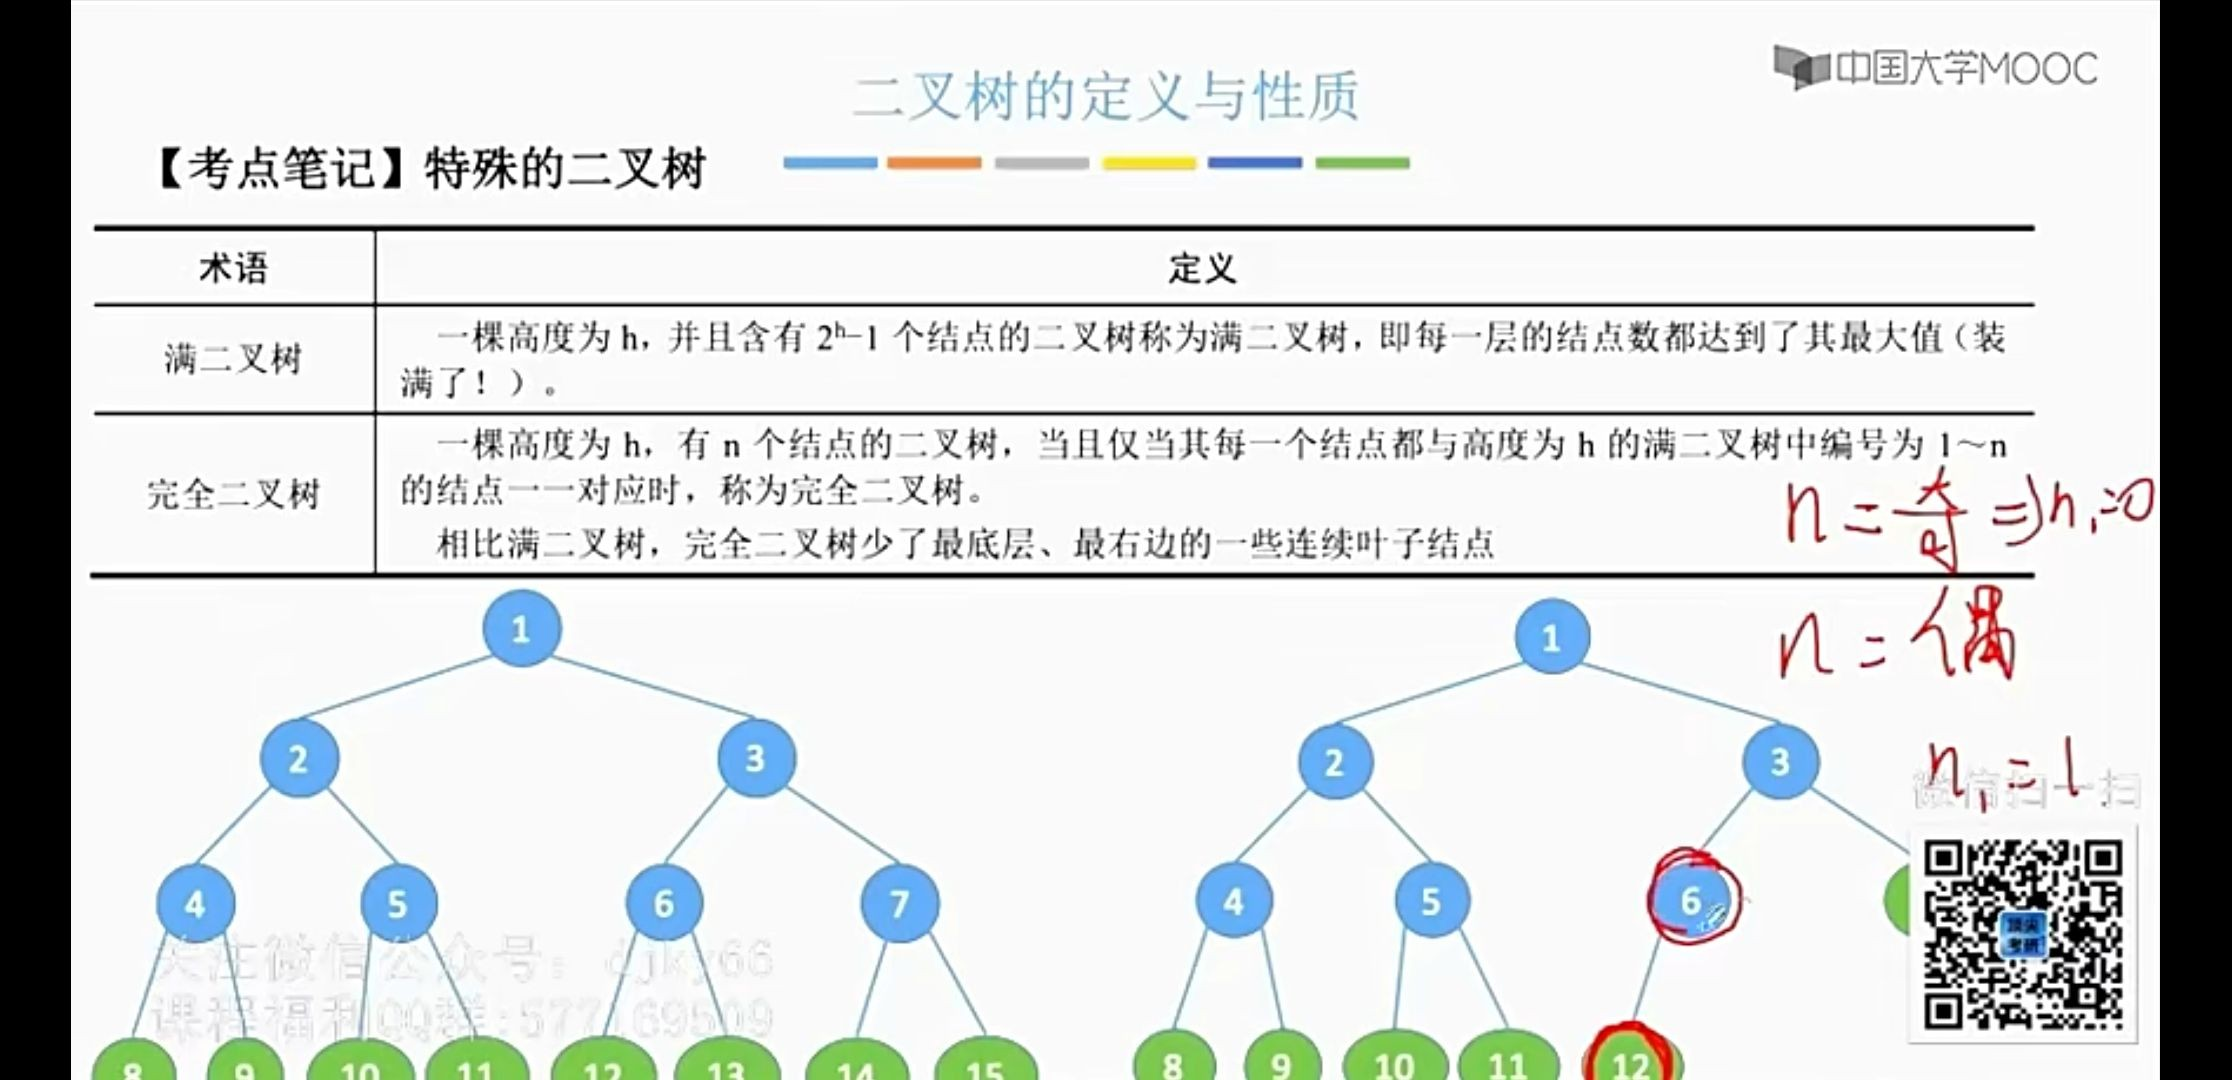 中国大学MOOC
二叉树的定义与性质
【考点笔记】特殊的二叉树
术语 定义
满二叉树
一棵高度为 h，并且含有 2ʰ–1 个结点的二叉树称为满二叉树，即每一层的结点数都达到了其最大值（装
满了！）。
完全二叉树
一棵高度为 h，有 n 个结点的二叉树，当且仅当其每一个结点都与高度为 h 的满二叉树中编号为 1～n
的结点一一对应时，称为完全二叉树。
相比满二叉树，完全二叉树少了最底层、最右边的一些连续叶子结点
n=奇⇒n₁=0
n=偶
n₁=1
1
2 3
4 5 6 7
8 9 10 11 12 13 14 15
1
2 3
4 5 6
8 9 10 11 12
关注微信公众号：djky66
课程福利QQ群:577169509
微信扫一扫
顶尖
考研